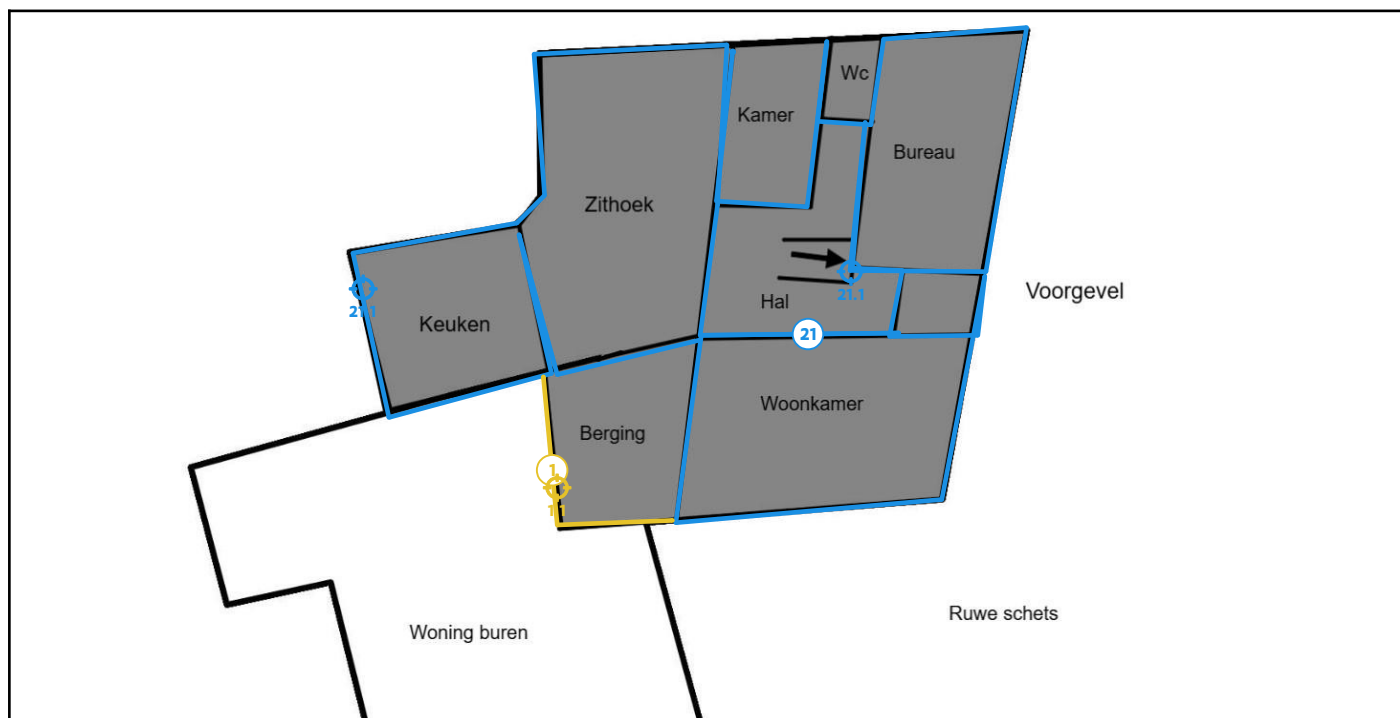 Wc
Kamer
Bureau
Zithoek
21.1
Voorgevel
Hal
21.1
Keuken
21
Woonkamer
Berging
1
1.1
Ruwe schets
Woning buren